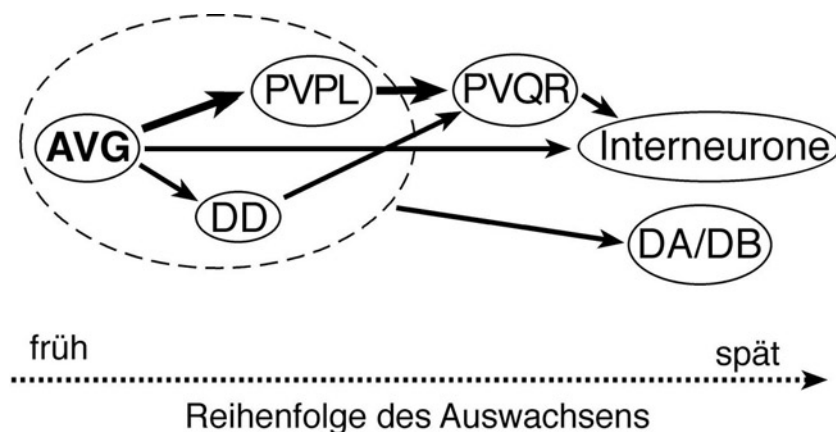 PVPL
PVQR
AVG
Interneurone
DD
DA/DB
früh
spät
Reihenfolge des Auswachsens